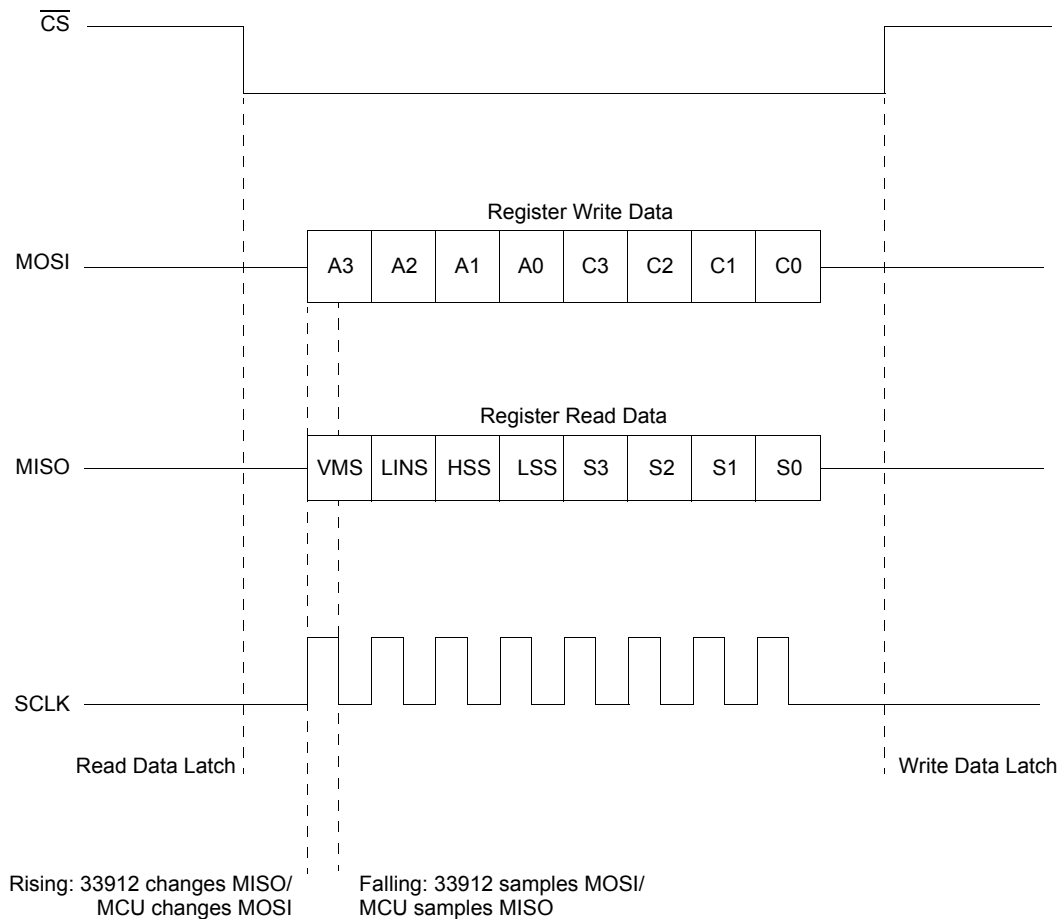 CS
Register Write Data
MOSI
A3 A2 A1 A0 C3 C2 C1 C0
Register Read Data
MISO
VMS LINS HSS LSS S3 S2 S1 S0
SCLK
Read Data Latch
Write Data Latch
Rising: 33912 changes MISO/
MCU changes MOSI
Falling: 33912 samples MOSI/
MCU samples MISO